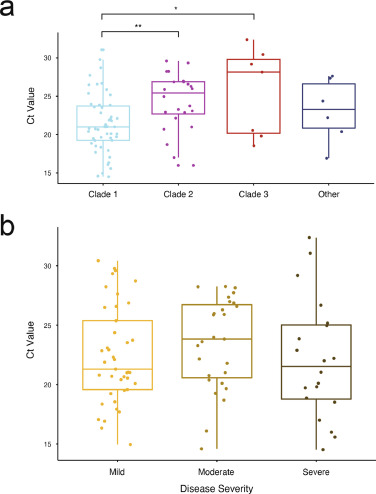 a
*
**
30
25
20
15
Ct Value
Clade 1 Clade 2 Clade 3 Other
b
30
25
20
15
Ct Value
Mild Moderate Severe
Disease Severity